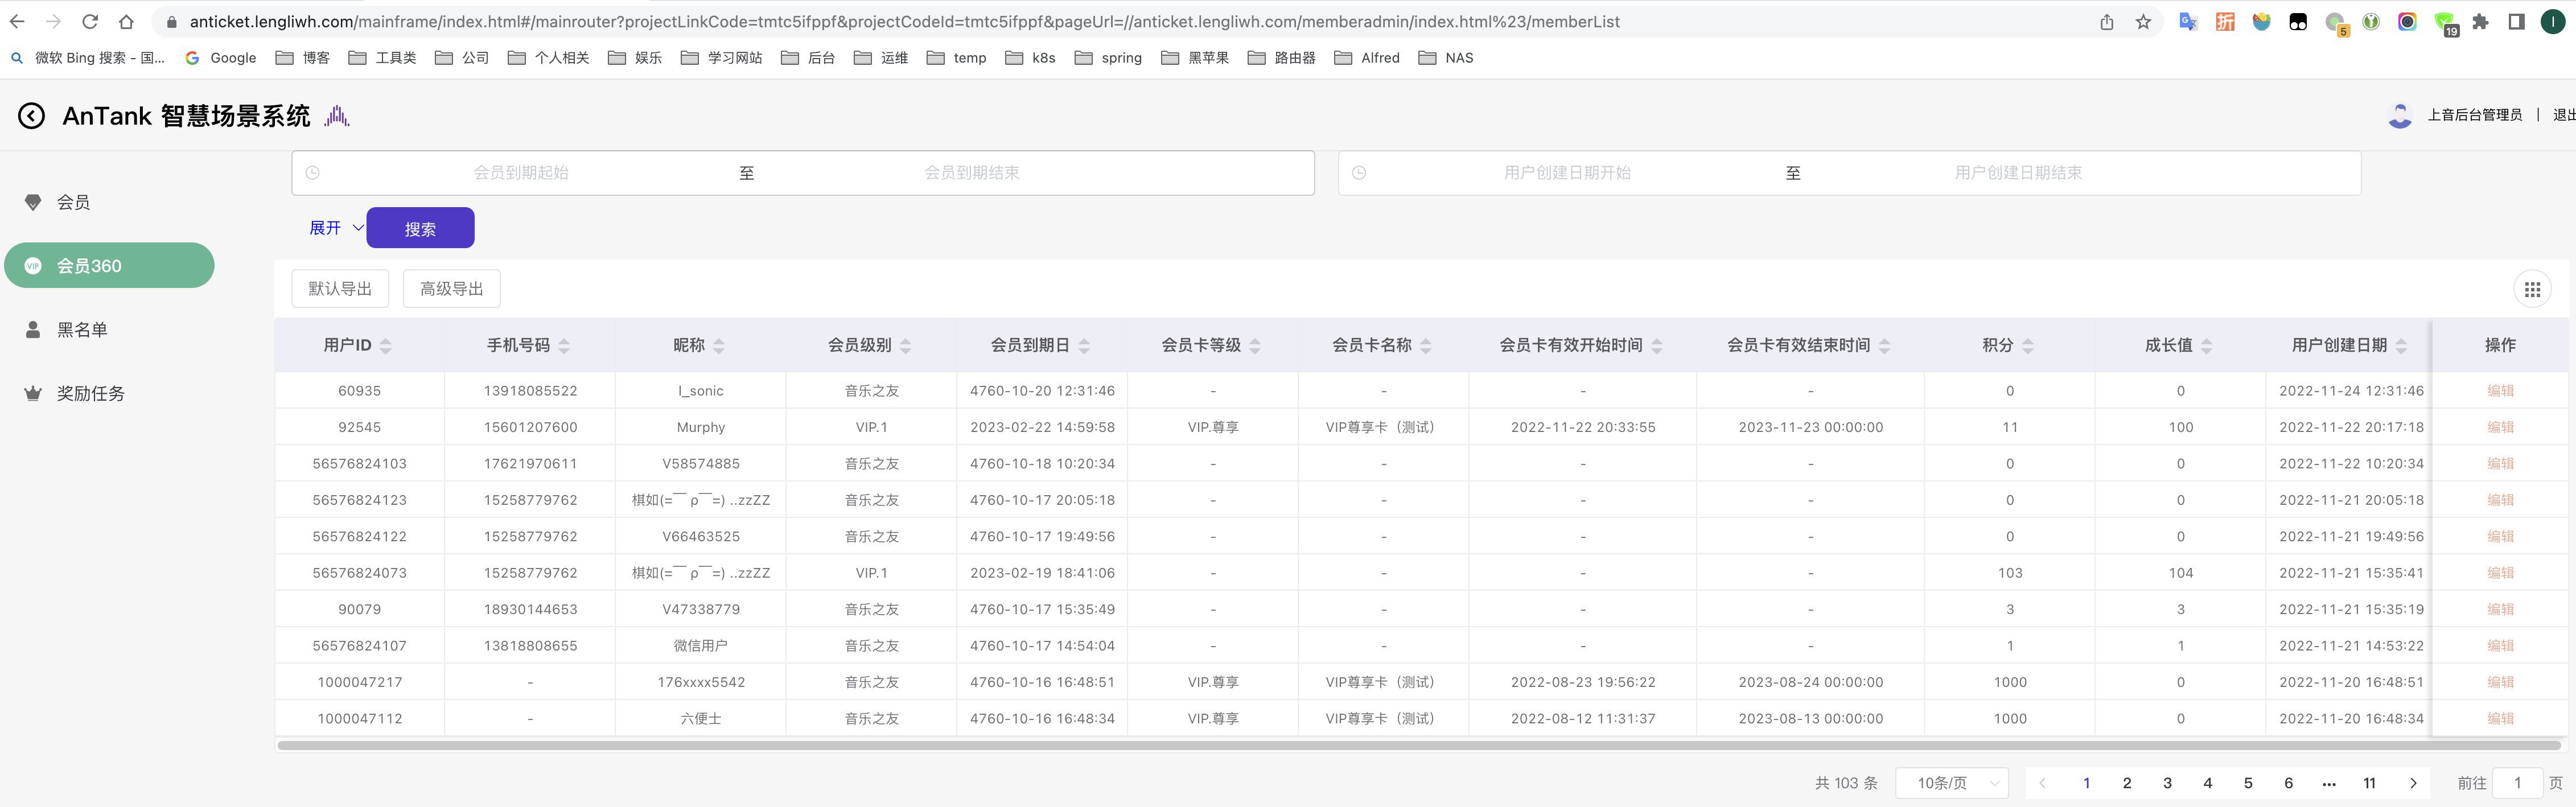 anticket.lengliwh.com/mainframe/index.html#/mainrouter?projectLinkCode=tmtc5ifppf&projectCodeId=tmtc5ifppf&pageUrl=//anticket.lengliwh.com/memberadmin/index.html%23/memberList 5 19 I
微软 Bing 搜索 - 国... Google 博客 工具类 公司 个人相关 娱乐 学习网站 后台 运维 temp k8s spring 黑苹果 路由器 Alfred NAS
AnTank 智慧场景系统 上音后台管理员 | 退出
会员到期起始 至 会员到期结束 用户创建日期开始 至 用户创建日期结束
会员
展开 搜索
VIP 会员360
黑名单
奖励任务
默认导出 高级导出
用户ID 手机号码 昵称 会员级别 会员到期日 会员卡等级 会员卡名称 会员卡有效开始时间 会员卡有效结束时间 积分 成长值 用户创建日期 操作
60935 13918085522 l_sonic 音乐之友 4760-10-20 12:31:46 - - - - 0 0 2022-11-24 12:31:46 编辑
92545 15601207600 Murphy VIP.1 2023-02-22 14:59:58 VIP.尊享 VIP尊享卡（测试） 2022-11-22 20:33:55 2023-11-23 00:00:00 11 100 2022-11-22 20:17:18 编辑
56576824103 17621970611 V58574885 音乐之友 4760-10-18 10:20:34 - - - - 0 0 2022-11-22 10:20:34 编辑
56576824123 15258779762 棋如(=￣ ρ￣=) ..zzZZ 音乐之友 4760-10-17 20:05:18 - - - - 0 0 2022-11-21 20:05:18 编辑
56576824122 15258779762 V66463525 音乐之友 4760-10-17 19:49:56 - - - - 0 0 2022-11-21 19:49:56 编辑
56576824073 15258779762 棋如(=￣ ρ￣=) ..zzZZ VIP.1 2023-02-19 18:41:06 - - - - 103 104 2022-11-21 15:35:41 编辑
90079 18930144653 V47338779 音乐之友 4760-10-17 15:35:49 - - - - 3 3 2022-11-21 15:35:19 编辑
56576824107 13818808655 微信用户 音乐之友 4760-10-17 14:54:04 - - - - 1 1 2022-11-21 14:53:22 编辑
1000047217 - 176xxxx5542 音乐之友 4760-10-16 16:48:51 VIP.尊享 VIP尊享卡（测试） 2022-08-23 19:56:22 2023-08-24 00:00:00 1000 0 2022-11-20 16:48:51 编辑
1000047112 - 六便士 音乐之友 4760-10-16 16:48:34 VIP.尊享 VIP尊享卡（测试） 2022-08-12 11:31:37 2023-08-13 00:00:00 1000 0 2022-11-20 16:48:34 编辑
共 103 条 10条/页 1 2 3 4 5 6 ... 11 前往 1 页